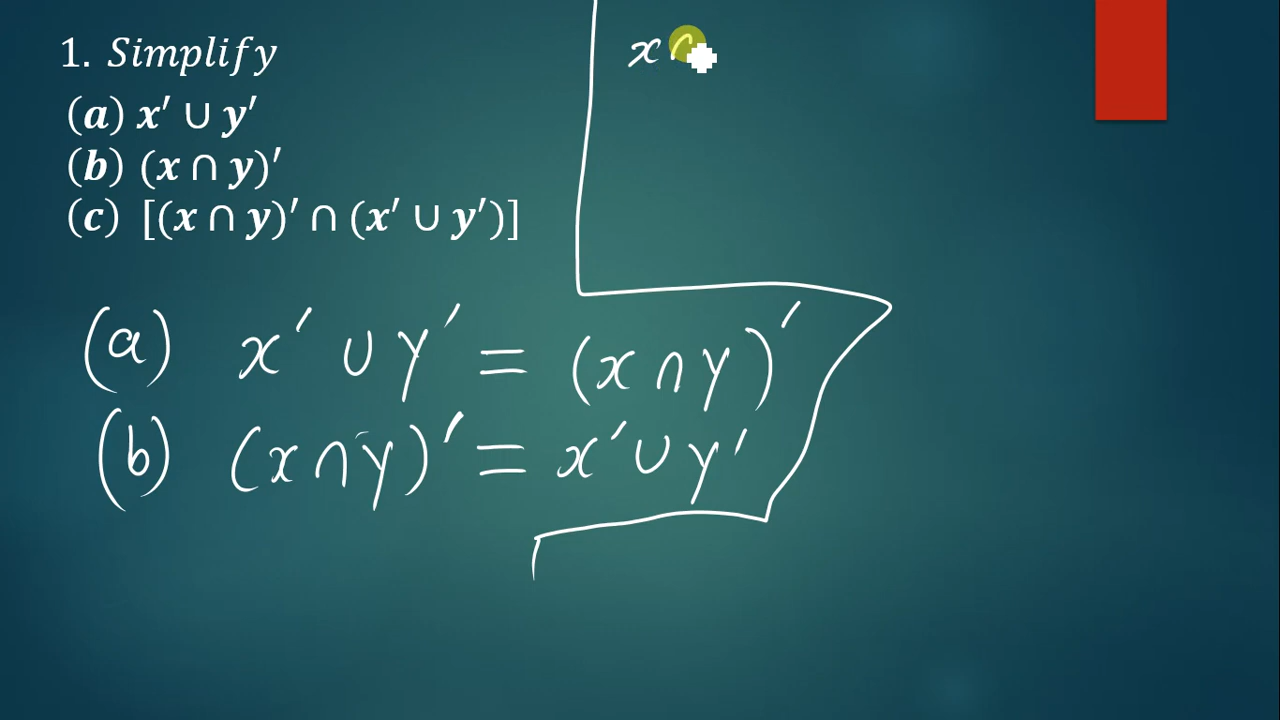 1. Simplify
(a) x′ ∪ y′
(b) (x ∩ y)′
(c) [(x ∩ y)′ ∩ (x′ ∪ y′)]
x ∩
(a) x′ ∪ y′ = (x ∩ y)′
(b) (x ∩ y)′ = x′ ∪ y′